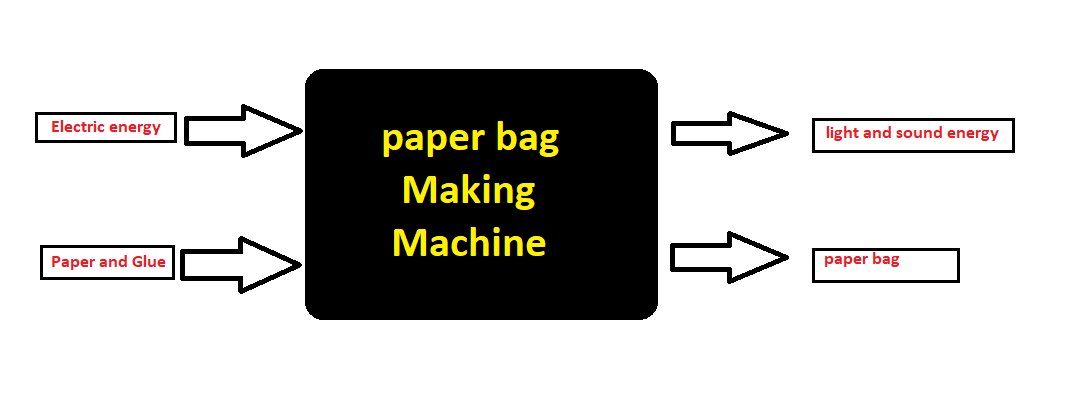 Electric energy
Paper and Glue
paper bag
Making
Machine
light and sound energy
paper bag